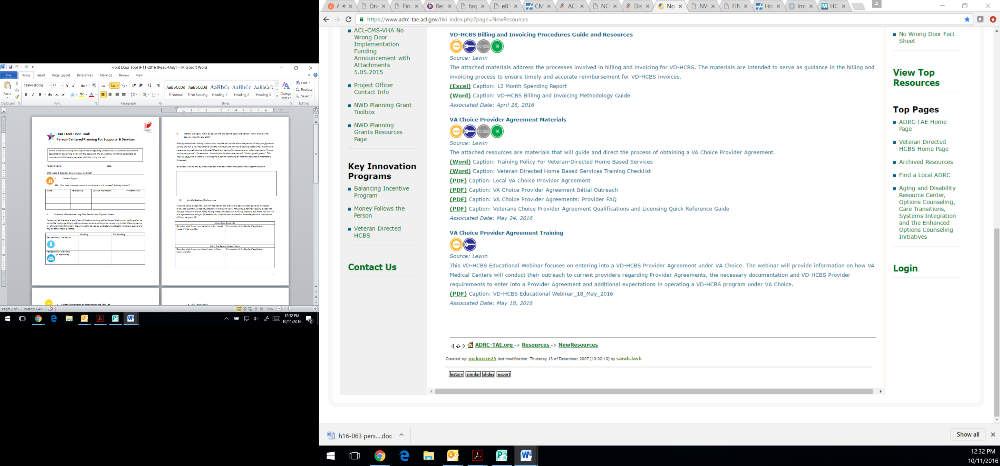 Front Door Tool 9-11-2016 [Read-Only] - Microsoft Word
File Home Insert Page Layout References Mailings Review View
Calibri (Body) 11
Paste
AaBbCcDd AaBbCcDd AaBbCc AaBbCc AaBbCcD
¶ Normal ¶ No Spacing Heading 1 Heading 2 Heading 3
Change Styles
Find
Replace
Select
Clipboard Font Paragraph Styles Editing
DDA Front Door Tool:
Person-Centered Planning For Supports & Services
Within 5 business days of receiving an inquiry regarding DDA services, the Community Outreach
Specialist will coordinate a visit with the applicant, and anyone they identify to participate, to
complete an initial person-centered planning, using this tool.
Person's Name: Date:
DDA Intake & Eligibility Determination Unit Staff:
I. Circle of Support
ASK: Who does the person want to participate in this process? Are they present?
Name Relationship Contact Information Present? (Y/N)
II. Summary of Immediate Long Term Services and Supports Needs:
For each of us, there are areas of our life that are working well and areas that are not working, that we
would like to change. Simply asking a person what is working and not working in their life can give us a
lot of important information. We can use this to help us understand what really matters to people and
to plan for changes if needed.
Working Not Working
Perspective of the Person
Perspective of the Family
(if applicable)
III. Identify Strengths: What do people like and admire about the person? What are his or her
talents, strengths and skills?
Asking people in the circle of support what they like and admire about the person will help you figure out
quickly who has a true relationship with the individual and who has a working relationship. People who
have a working relationship will have difficulty answering those questions, or will answer from a "human
service perspective". For example: What do you like about the person? "He has good hygiene." This
helps us learn who to listen to in developing a person centered plan that includes what is important to
the person.
If a person is doing this by themselves, ask them about their strengths and skills for this section.
IV. Identify Goals and Preferences
Everyone wants a good life. Talk with the person and their family about what a good life means for
them, and identifying what do people know they don't want. For example, for many people a good life
includes living in their own home, having friends and family in their lives, working, and more. We will use
this information to plan for life experiences, supports and services that point the person in the direction
of his or her good life.
Vision for a Good Life
Describe what the person wants his or her overall "good life" to look like: Perspective of the Family (if applicable):
What The Person Doesn't Want
Describe what the person doesn't want in his or her overall life: Perspective of the Family (if applicable):
2
V. Guided Conversation on Employment and Daily Life
b. NO: How come?
Page: 2 of 6 Words: 1,465 50%
12:32 PM
10/11/2016
A Dra Fin Rec faq e81 CM ACL NC Dis No NW FIN Ho Inn HC
https://www.adrc-tae.acl.gov/tiki-index.php?page=NewResources
ACL-CMS-VHA No
Wrong Door
Implementation
Funding
Announcement with
Attachments
5.05.2015
Project Officer
Contact Info
NWD Planning Grant
Toolbox
NWD Planning
Grants Resources
Page
Key Innovation
Programs
Balancing Incentive
Program
Money Follows the
Person
Veteran Directed
HCBS
Contact Us
VD-HCBS Billing and Invoicing Procedures Guide and Resources
NEW VD-HCBS TAE
Source: Lewin
The attached materials address the processes involved in billing and invoicing for VD-HCBS. The materials are intended to serve as guidance in the billing and
invoicing process to ensure timely and accurate reimbursement for VD-HCBS invoices.
(Excel) Caption: 12 Month Spending Report
(Word) Caption: VD-HCBS Billing and Invoicing Methodology Guide
Associated Date: April 28, 2016
VA Choice Provider Agreement Materials
NEW VD-HCBS TAE
Source: Lewin
The attached resources are materials that will guide and direct the process of obtaining a VA Choice Provider Agreement.
(Word) Caption: Training Policy For Veteran-Directed Home Based Services
(Word) Caption: Veteran-Directed Home Based Services Training Checklist
(PDF) Caption: Local VA Choice Provider Agreement
(PDF) Caption: VA Choice Provider Agreement Initial Outreach
(PDF) Caption: VA Choice Provider Agreements: Provider FAQ
(PDF) Caption: Veterans Choice Provider Agreement Qualifications and Licensing Quick Reference Guide
Associated Date: May 24, 2016
VA Choice Provider Agreement Training
NEW
Source: Lewin
This VD-HCBS Educational Webinar focuses on entering into a VD-HCBS Provider Agreement under VA Choice. The webinar will provide information on how VA
Medical Centers will conduct their outreach to current providers regarding Provider Agreements, the necessary documentation and VD-HCBS Provider
requirements to enter into a Provider Agreement and additional expectations in operating a VD-HCBS program under VA Choice.
(PDF) Caption: VD-HCBS Educational Webinar_18_May_2016
Associated Date: May 18, 2016
ADRC-TAE.org -> Resources -> NewResources
Created by: mckinzie25 last modification: Thursday 13 of December, 2007 [13:02:10] by sarah.lash
history similar slides export
No Wrong Door Fact
Sheet
View Top
Resources
Top Pages
ADRC-TAE Home
Page
Veteran Directed
HCBS Home Page
Archived Resources
Find a Local ADRC
Aging and Disability
Resource Center,
Options Counseling,
Care Transitions,
Systems Integration
and the Enhanced
Options Counseling
Initiatives
Login
h16-063 pers....doc
Show all
12:32 PM
10/11/2016